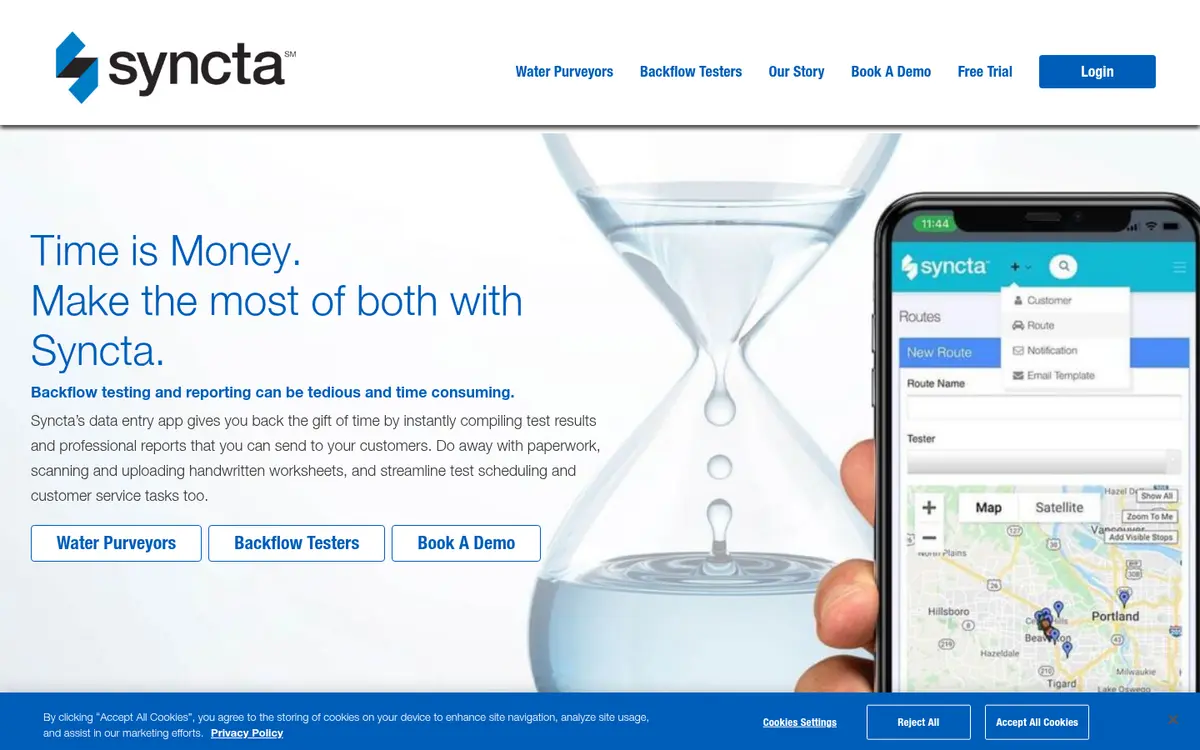 syncta SM
Water Purveyors
Backflow Testers
Our Story
Book A Demo
Free Trial
Login
Time is Money.
Make the most of both with
Syncta.
Backflow testing and reporting can be tedious and time consuming.
Syncta’s data entry app gives you back the gift of time by instantly compiling test results
and professional reports that you can send to your customers. Do away with paperwork,
scanning and uploading handwritten worksheets, and streamline test scheduling and
customer service tasks too.
Water Purveyors
Backflow Testers
Book A Demo
11:44
syncta
Customer
Route
Notification
Email Template
Routes
New Route
Route Name
Tester
Map
Satellite
Show All
Zoom To Me
Add Visible Stops
North Plains
Hillsboro
Portland
Hazeldale
Tigard
Milwaukie
Lake Oswego
By clicking “Accept All Cookies”, you agree to the storing of cookies on your device to enhance site navigation, analyze site usage,
and assist in our marketing efforts. Privacy Policy
Cookies Settings
Reject All
Accept All Cookies